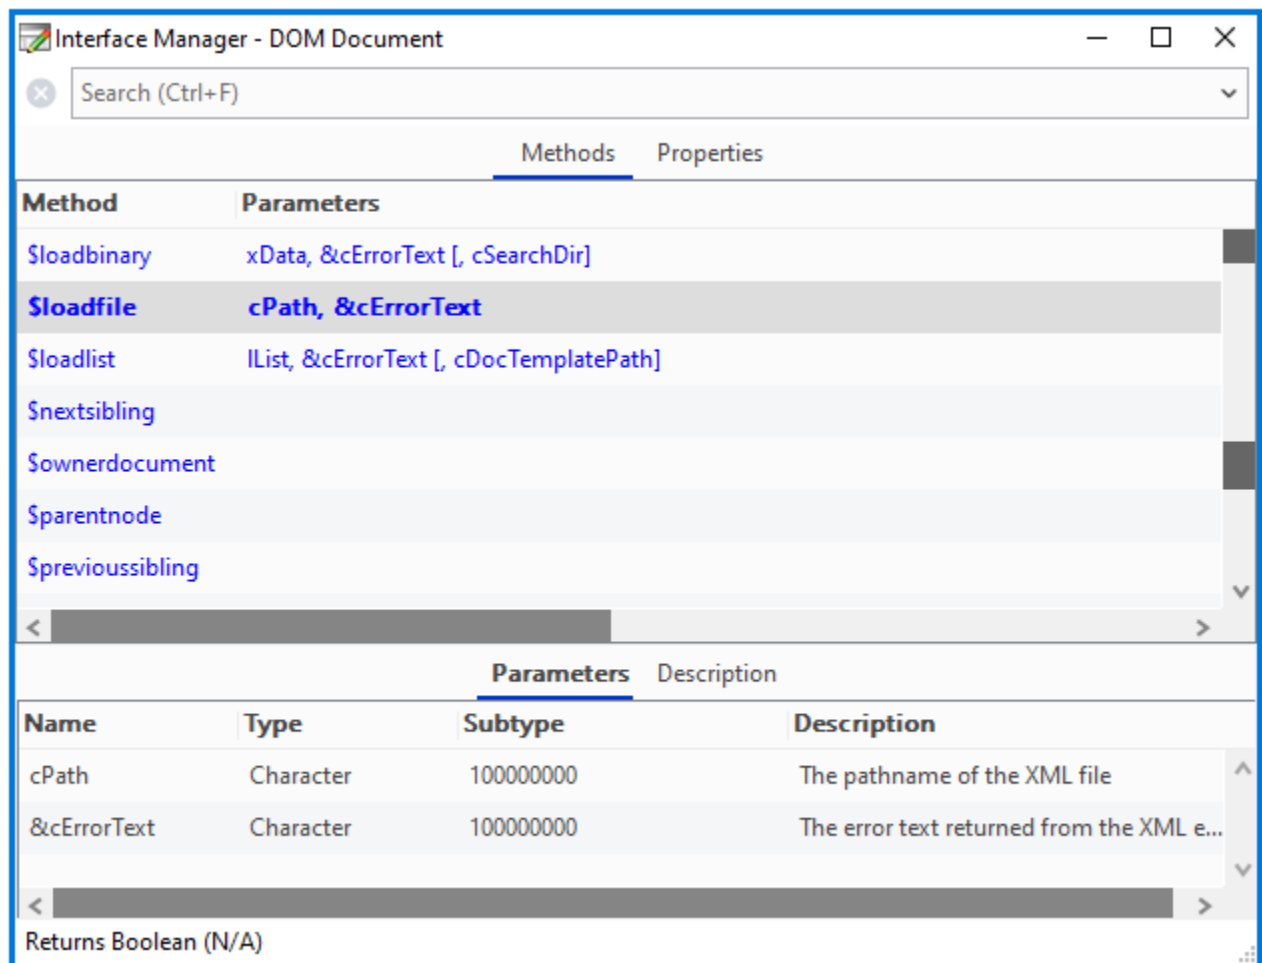 Interface Manager - DOM Document
Search (Ctrl+F)
Methods Properties
Method Parameters
$loadbinary xData, &cErrorText [, cSearchDir]
$loadfile cPath, &cErrorText
$loadlist lList, &cErrorText [, cDocTemplatePath]
$nextsibling
$ownerdocument
$parentnode
$previoussibling
Parameters Description
Name Type Subtype Description
cPath Character 100000000 The pathname of the XML file
&cErrorText Character 100000000 The error text returned from the XML e...
Returns Boolean (N/A)